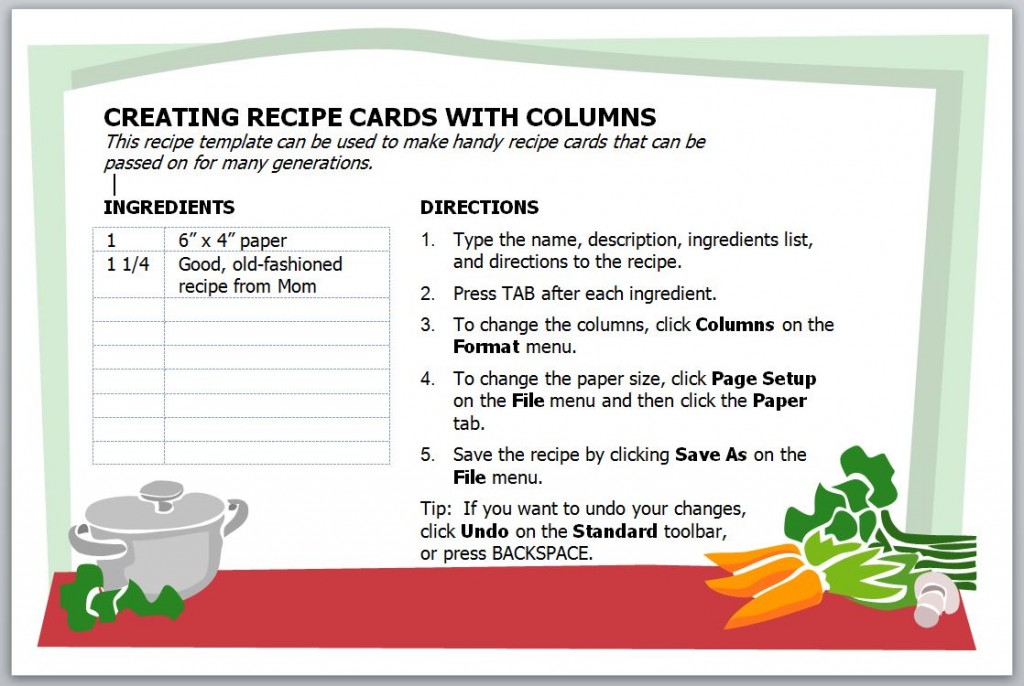 CREATING RECIPE CARDS WITH COLUMNS
This recipe template can be used to make handy recipe cards that can be
passed on for many generations.
INGREDIENTS
1 6” x 4” paper
1 1/4 Good, old-fashioned
recipe from Mom
DIRECTIONS
1. Type the name, description, ingredients list,
and directions to the recipe.
2. Press TAB after each ingredient.
3. To change the columns, click Columns on the
Format menu.
4. To change the paper size, click Page Setup
on the File menu and then click the Paper
tab.
5. Save the recipe by clicking Save As on the
File menu.
Tip: If you want to undo your changes,
click Undo on the Standard toolbar,
or press BACKSPACE.